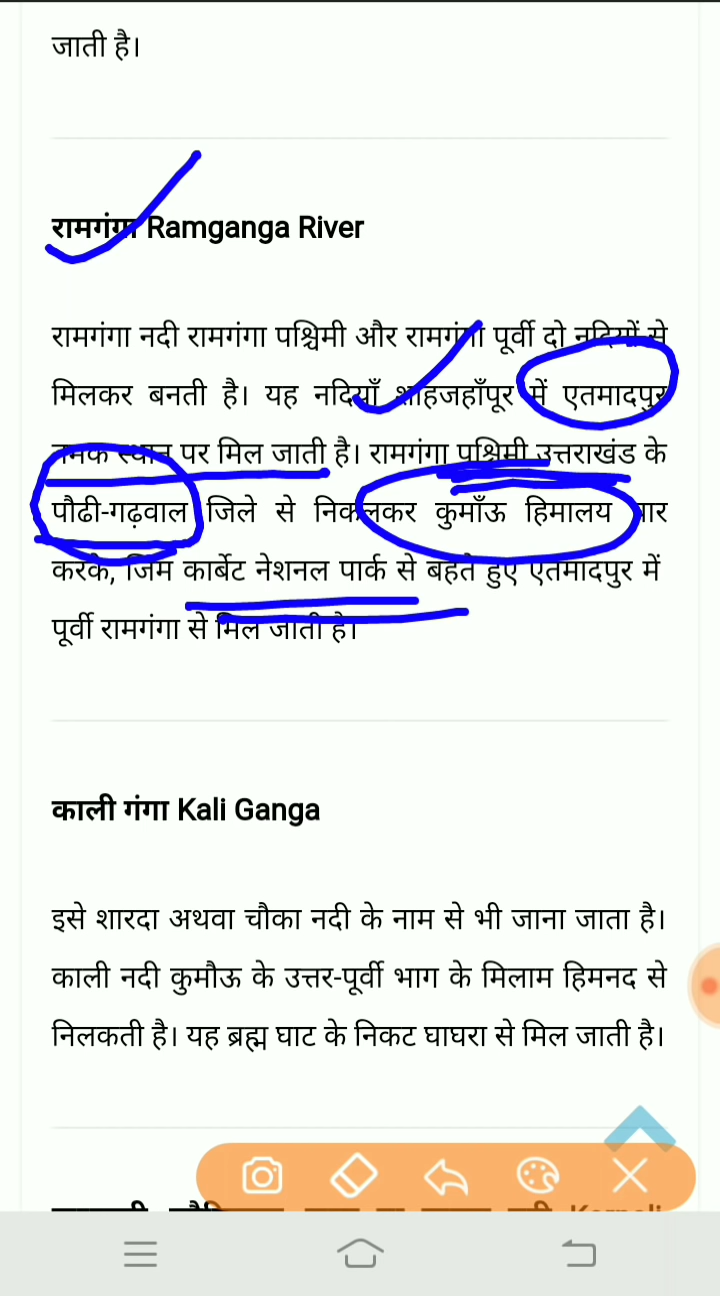 जाती है।
रामगंगा Ramganga River
रामगंगा नदी रामगंगा पश्चिमी और रामगंगा पूर्वी दो नदियों से
मिलकर बनती है। यह नदियाँ शाहजहाँपूर में एतमादपुर
नमक स्थान पर मिल जाती है। रामगंगा पश्चिमी उत्तराखंड के
पौढी-गढ़वाल जिले से निकलकर कुमाँऊ हिमालय पार
करके, जिम कार्बेट नेशनल पार्क से बहते हुए एतमादपुर में
पूर्वी रामगंगा से मिल जाती है।
काली गंगा Kali Ganga
इसे शारदा अथवा चौका नदी के नाम से भी जाना जाता है।
काली नदी कुमौऊ के उत्तर-पूर्वी भाग के मिलाम हिमनद से
निलकती है। यह ब्रह्म घाट के निकट घाघरा से मिल जाती है।